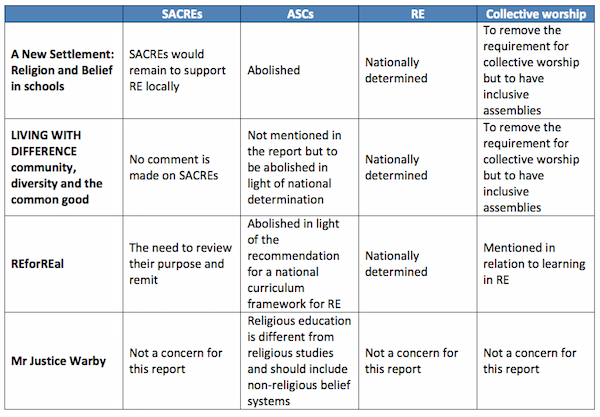 SACREs ASCs RE Collective worship
A New Settlement:
Religion and Belief
in schools
SACREs would
remain to support
RE locally
Abolished
Nationally
determined
To remove the
requirement for
collective worship
but to have
inclusive
assemblies
LIVING WITH
DIFFERENCE
community,
diversity and the
common good
No comment is
made on SACREs
Not mentioned in
the report but to
be abolished in
light of national
determination
Nationally
determined
To remove the
requirement for
collective worship
but to have
inclusive
assemblies
REforREal
The need to review
their purpose and
remit
Abolished in light
of the
recommendation
for a national
curriculum
framework for RE
Nationally
determined
Mentioned in
relation to learning
in RE
Mr Justice Warby
Not a concern for
this report
Religious education
is different from
religious studies
and should include
non-religious belief
systems
Not a concern for
this report
Not a concern for
this report